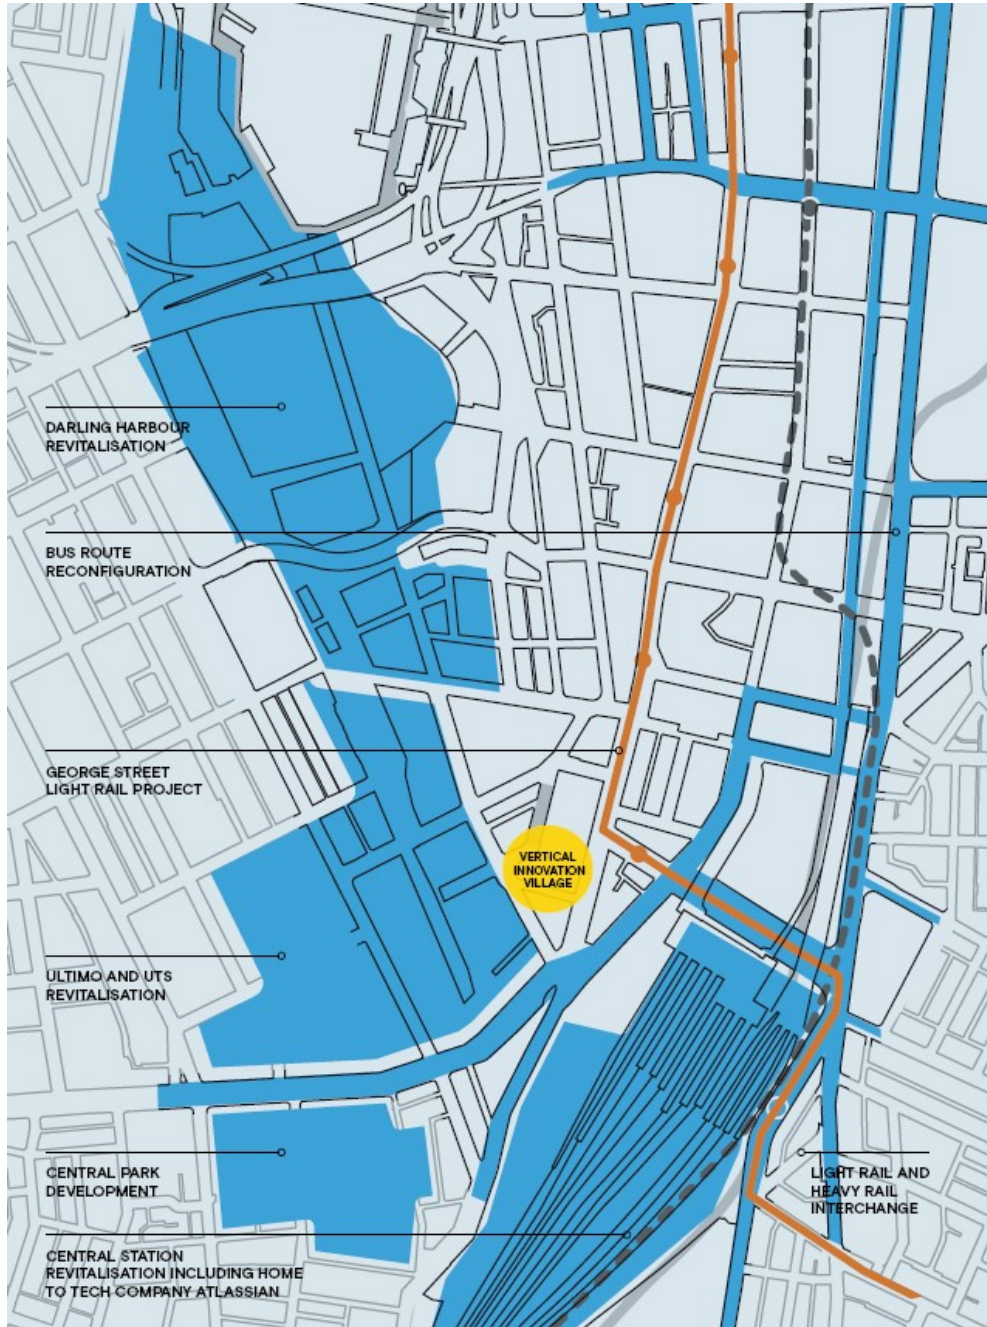 DARLING HARBOUR
REVITALISATION
BUS ROUTE
RECONFIGURATION
GEORGE STREET
LIGHT RAIL PROJECT
VERTICAL
INNOVATION
VILLAGE
ULTIMO AND UTS
REVITALISATION
CENTRAL PARK
DEVELOPMENT
LIGHT RAIL AND
HEAVY RAIL
INTERCHANGE
CENTRAL STATION
REVITALISATION INCLUDING HOME
TO TECH COMPANY ATLASSIAN